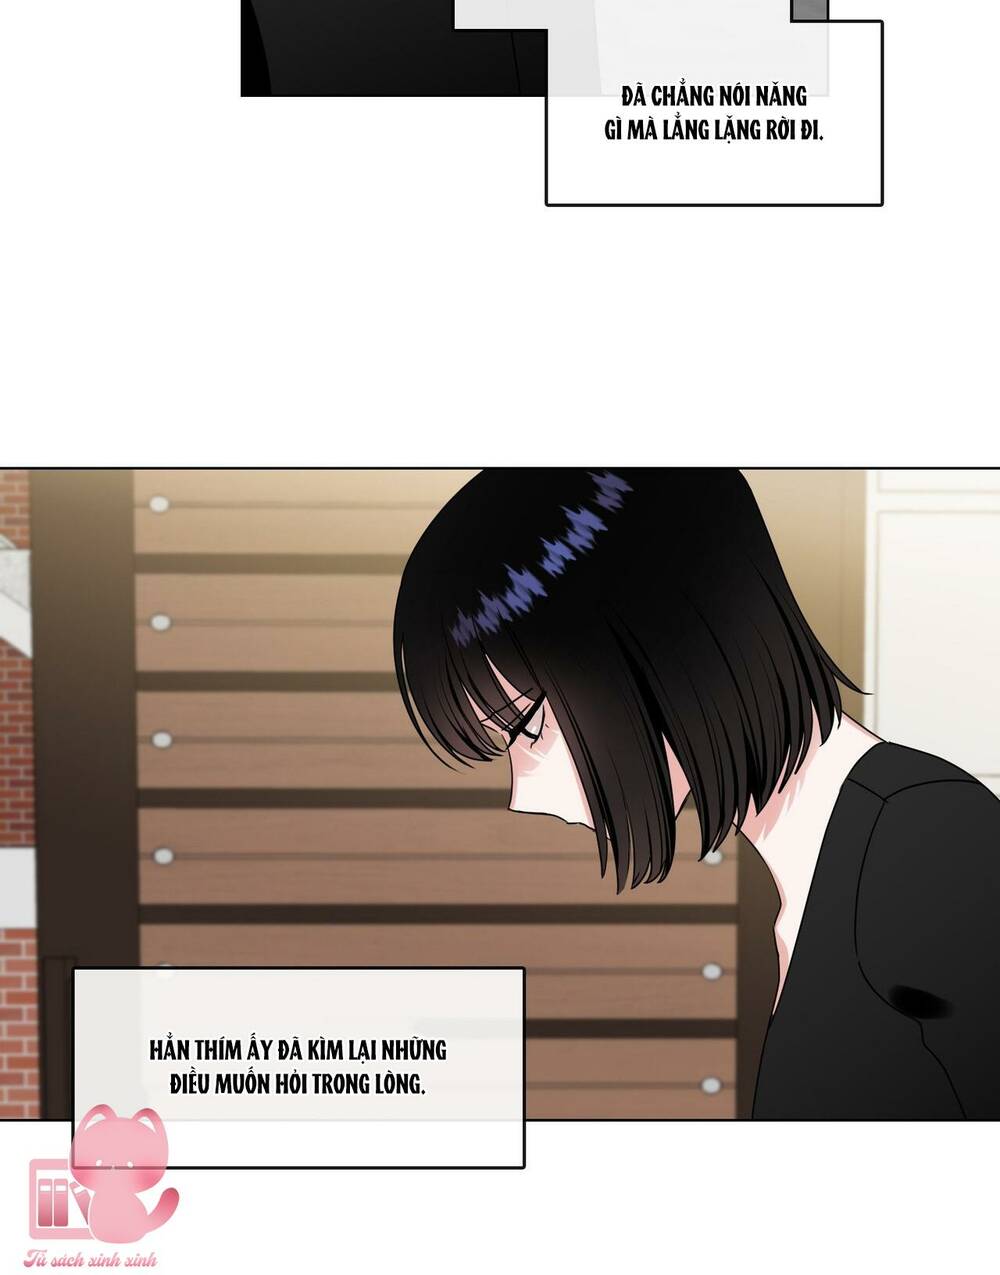 ĐÃ CHẲNG NÓI NĂNG
GÌ MÀ LẲNG LẶNG RỜI ĐI.
HẲN THÍM ẤY ĐÃ KÌM LẠI NHỮNG
ĐIỀU MUỐN HỎI TRONG LÒNG.
Tủ sách xinh xinh